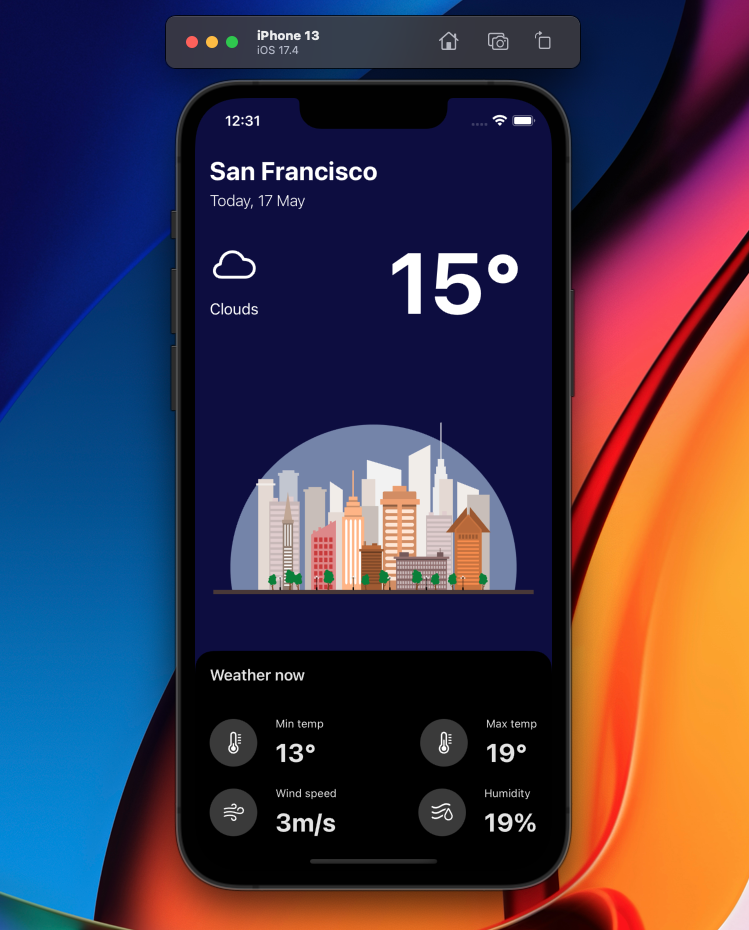 iPhone 13
iOS 17.4
12:31
San Francisco
Today, 17 May
15°
Clouds
Weather now
Min temp
13°
Max temp
19°
Wind speed
3m/s
Humidity
19%